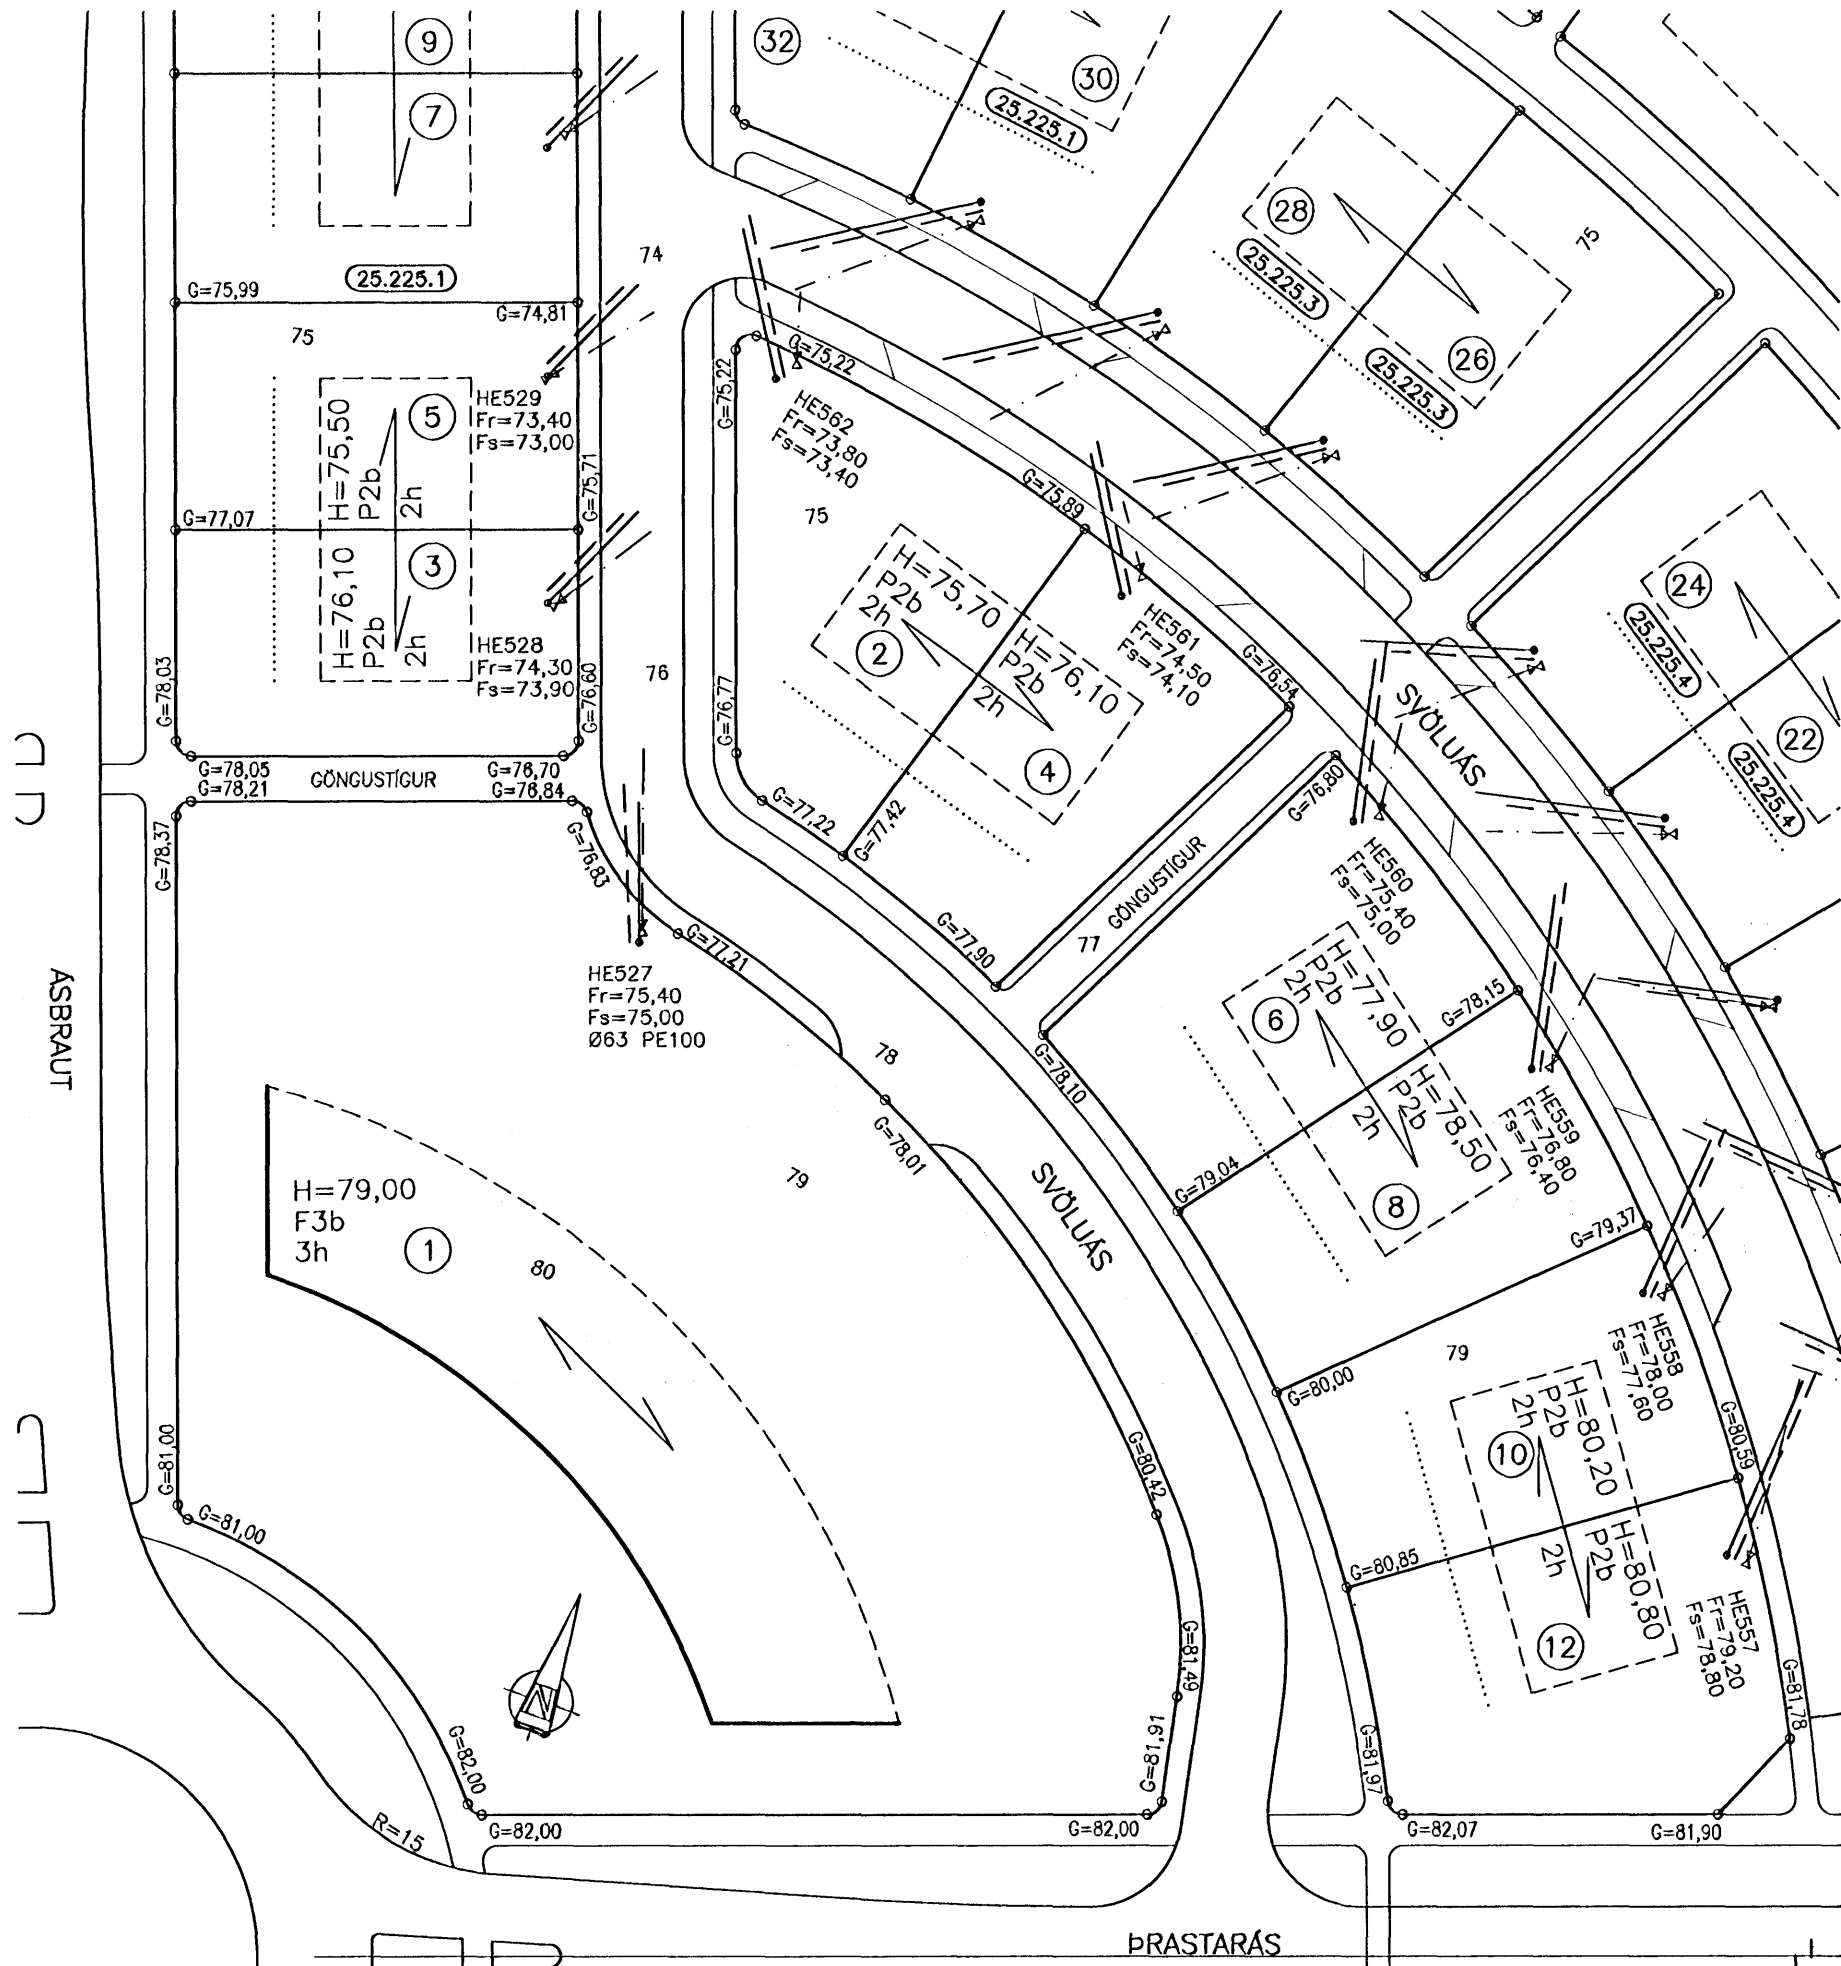 9
7
25.225.1
G=75,99
G=74,81
75
5
H=75,50
P2b
2h
HE529
Fr=73,40
Fs=73,00
G=75,71
G=77,07
3
H=76,10
P2b
2h
HE528
Fr=74,30
Fs=73,90
G=78,03
G=76,60
G=78,05
G=76,70
GÖNGUSTÍGUR
G=78,21
G=76,84
G=78,37
G=76,83
74
76
32
30
25.225.1
28
25.225.3
26
25.225.3
75
24
25.225.4
22
25.225.4
G=75,22
G=75,22
HE562
Fr=73,80
Fs=73,40
75
G=75,89
H=75,70
P2b
2h
2
H=76,10
P2b
2h
4
HE561
Fr=74,50
Fs=74,10
G=76,54
G=76,77
G=77,22
G=77,42
G=77,90
GÖNGUSTÍGUR
77
G=76,80
SVÖLUÁS
HE560
Fr=75,40
Fs=75,00
H=77,90
P2b
2h
6
G=78,15
G=78,10
H=78,50
P2b
2h
8
HE559
Fr=76,80
Fs=76,40
G=79,04
G=79,37
G=80,00
79
HE558
Fr=78,00
Fs=77,60
H=80,20
P2b
2h
10
G=80,59
G=80,85
H=80,80
P2b
2h
12
HE557
Fr=79,20
Fs=78,80
G=81,78
G=81,97
G=82,07
G=81,90
HE527
Fr=75,40
Fs=75,00
Ø63 PE100
G=77,21
78
G=78,01
79
SVÖLUÁS
ÁSBRAUT
H=79,00
F3b
3h
1
80
G=80,42
G=81,00
G=81,00
G=81,49
G=81,91
N
G=82,00
G=82,00
G=82,00
R=15
ÞRASTARÁS